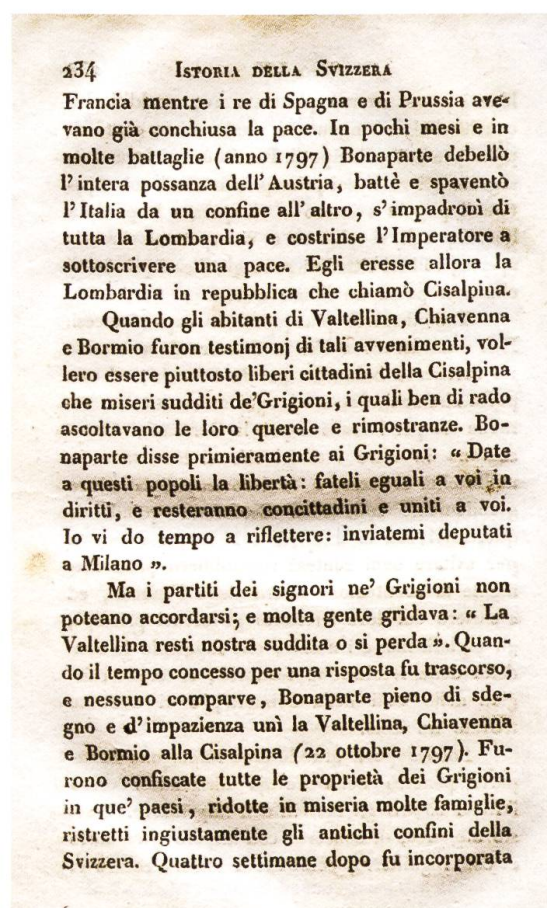 234 ISTORIA DELLA SVIZZERA
Francia mentre i re di Spagna e di Prussia ave-
vano già conchiusa la pace. In pochi mesi e in
molte battaglie (anno 1797) Bonaparte debellò
l'intera possanza dell'Austria, battè e spaventò
l'Italia da un confine all'altro, s'impadronì di
tutta la Lombardia, e costrinse l'Imperatore a
sottoscrivere una pace. Egli eresse allora la
Lombardia in repubblica che chiamò Cisalpina.
Quando gli abitanti di Valtellina, Chiavenna
e Bormio furon testimonj di tali avvenimenti, vol-
lero essere piuttosto liberi cittadini della Cisalpina
che miseri sudditi de'Grigioni, i quali ben di rado
ascoltavano le loro querele e rimostranze. Bo-
naparte disse primieramente ai Grigioni: « Date
a questi popoli la libertà: fateli eguali a voi in
diritti, e resteranno concittadini e uniti a voi.
Io vi do tempo a riflettere: inviatemi deputati
a Milano ».
Ma i partiti dei signori ne' Grigioni non
poteano accordarsi; e molta gente gridava: « La
Valtellina resti nostra suddita o si perda ». Quan-
do il tempo concesso per una risposta fu trascorso,
e nessuno comparve, Bonaparte pieno di sde-
gno e d'impazienza unì la Valtellina, Chiavenna
e Bormio alla Cisalpina (22 ottobre 1797). Fu-
rono confiscate tutte le proprietà dei Grigioni
in que' paesi, ridotte in miseria molte famiglie,
ristretti ingiustamente gli antichi confini della
Svizzera. Quattro settimane dopo fu incorporata